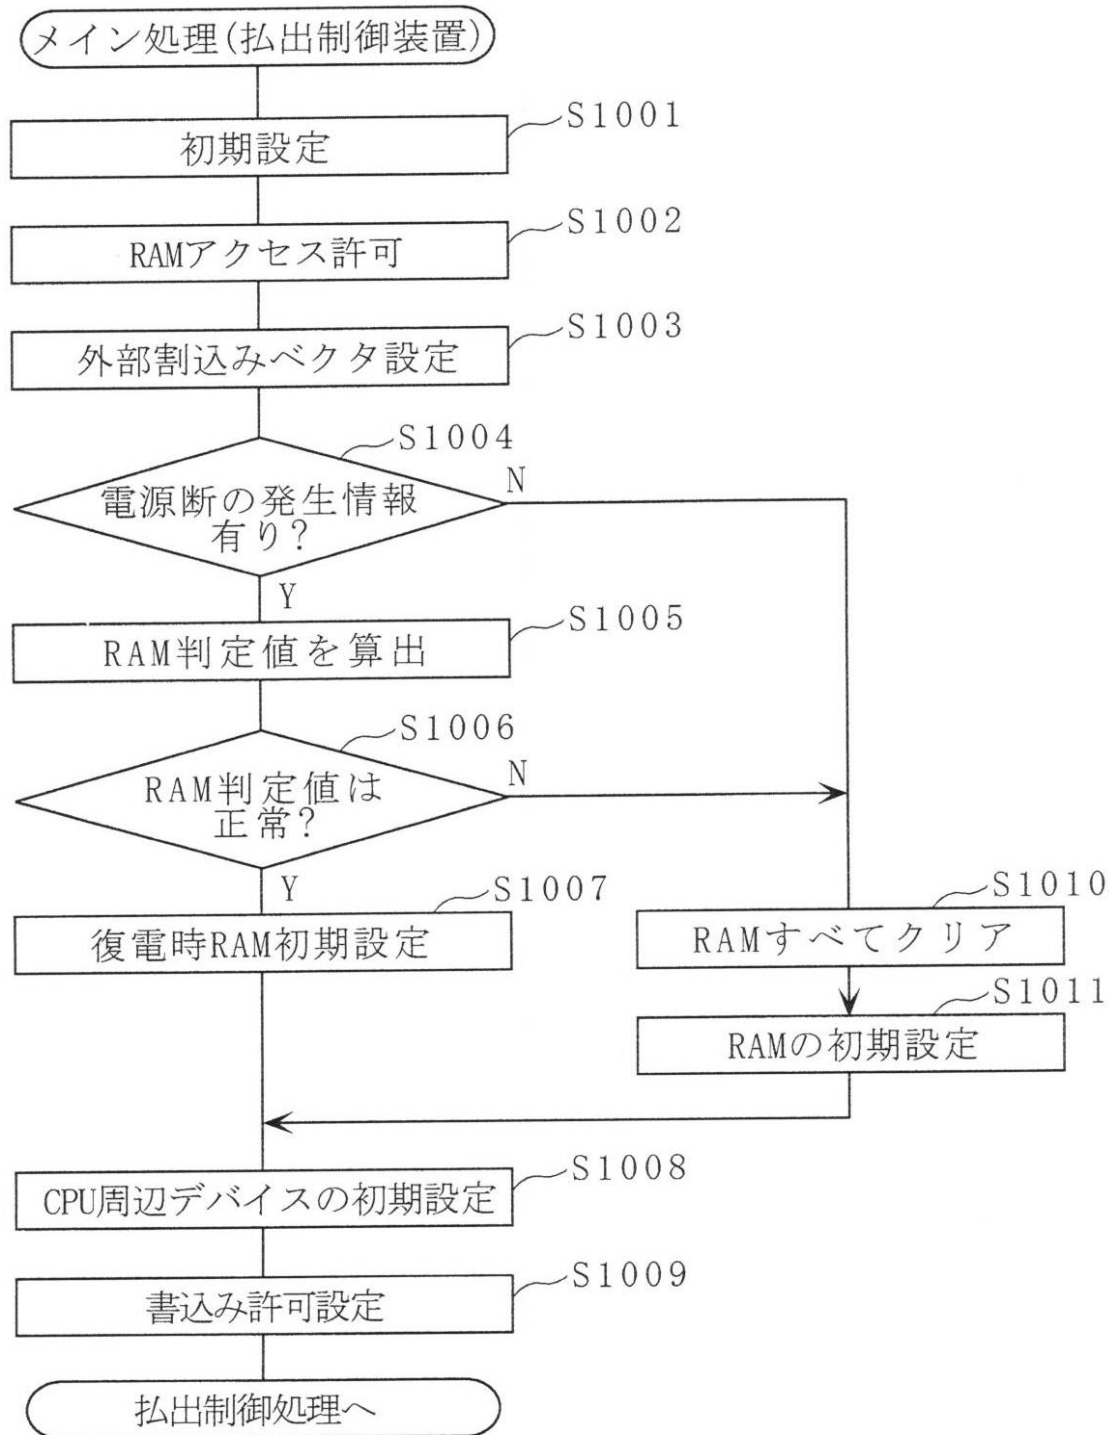 メイン処理(払出制御装置)
S1001
初期設定
S1002
RAMアクセス許可
S1003
外部割込みベクタ設定
S1004
電源断の発生情報
有り?
N
Y
S1005
RAM判定値を算出
S1006
RAM判定値は
正常?
N
Y
S1007
復電時RAM初期設定
S1010
RAMすべてクリア
S1011
RAMの初期設定
S1008
CPU周辺デバイスの初期設定
S1009
書込み許可設定
払出制御処理へ